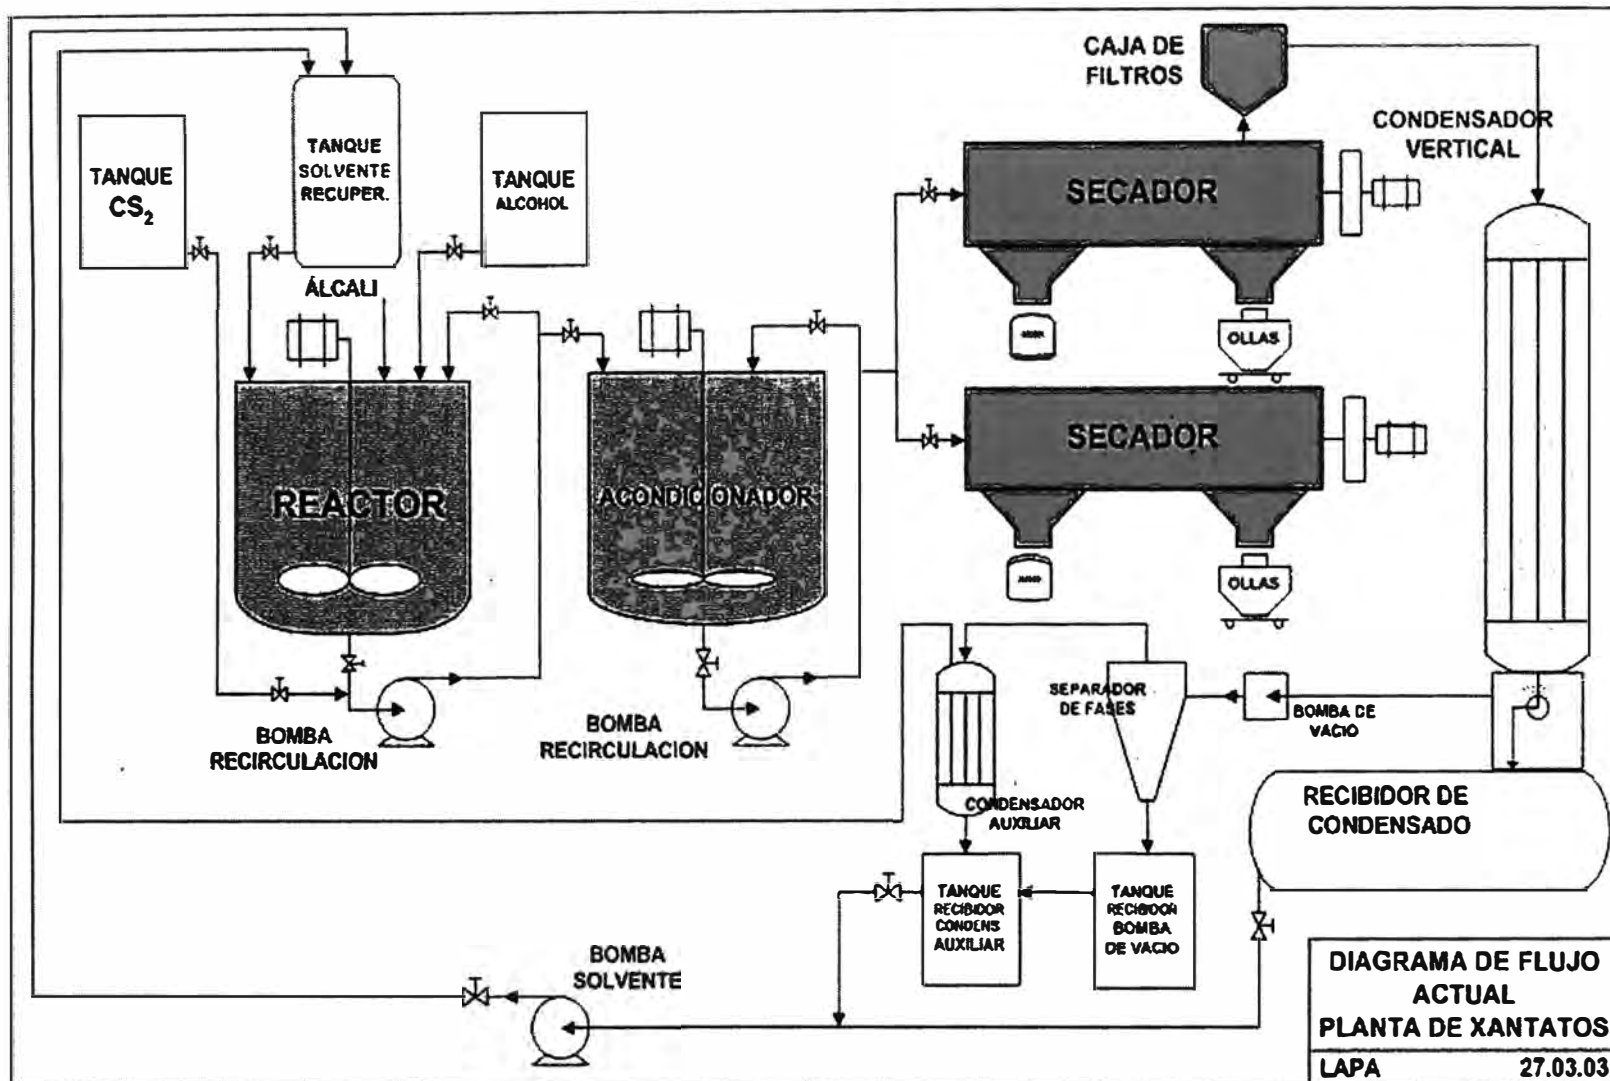 CAJA DE
FILTROS
CONDENSADOR
VERTICAL
TANQUE
CS₂
TANQUE
SOLVENTE
RECUPER.
TANQUE
ALCOHOL
ÁLCALI
SECADOR
OLLAS
SECADOR
OLLAS
REACTOR
ACONDICIONADOR
BOMBA
RECIRCULACION
BOMBA
RECIRCULACION
SEPARADOR
DE FASES
BOMBA DE
VACIO
CONDENSADOR
AUXILIAR
RECIBIDOR DE
CONDENSADO
TANQUE
RECIBIDOR
CONDENS
AUXILIAR
TANQUE
RECIBIDOR
BOMBA
DE VACIO
BOMBA
SOLVENTE
DIAGRAMA DE FLUJO
ACTUAL
PLANTA DE XANTATOS
LAPA 27.03.03